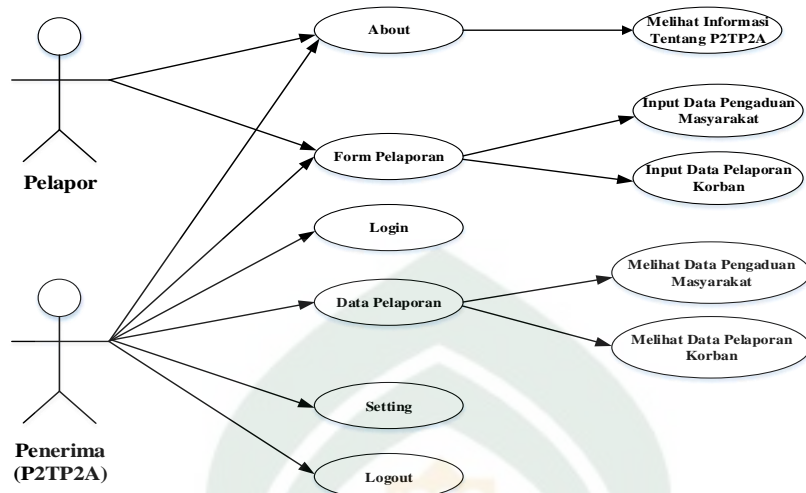 About
Melihat Informasi
Tentang P2TP2A
Input Data Pengaduan
Masyarakat
Form Pelaporan
Input Data Pelaporan
Korban
Pelapor
Login
Melihat Data Pengaduan
Masyarakat
Data Pelaporan
Melihat Data Pelaporan
Korban
Setting
Penerima
(P2TP2A)
Logout